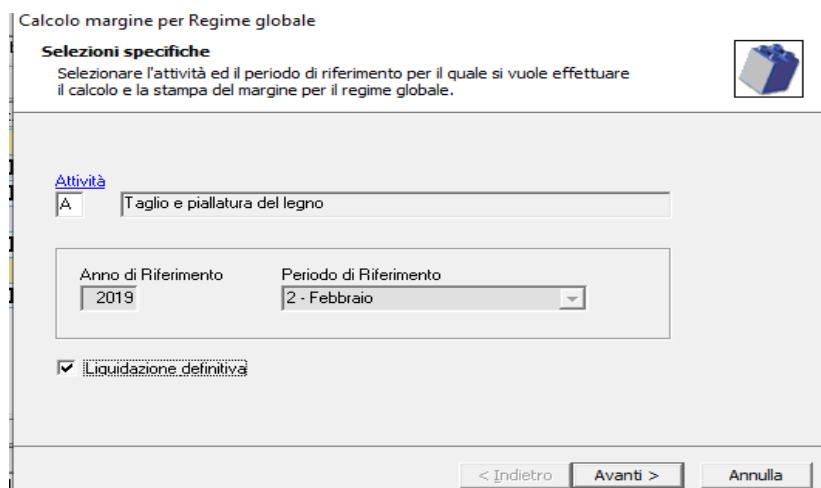 Calcolo margine per Regime globale
Selezioni specifiche
Selezionare l'attività ed il periodo di riferimento per il quale si vuole effettuare
il calcolo e la stampa del margine per il regime globale.
Attività
A Taglio e piallatura del legno
Anno di Riferimento Periodo di Riferimento
2019 2 - Febbraio
Liquidazione definitiva
< Indietro Avanti > Annulla